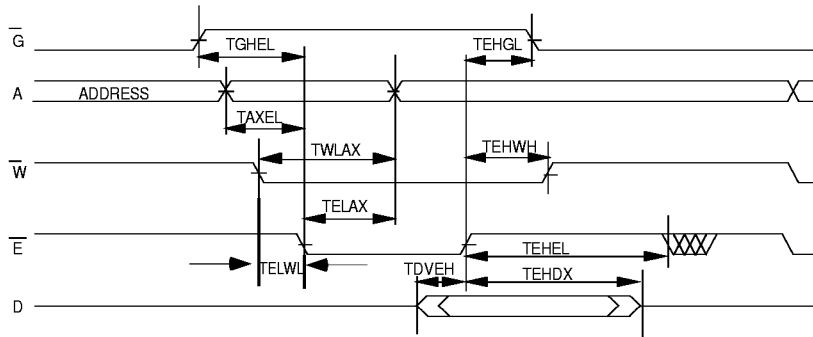 G
TGHEL
TEHGL
A
ADDRESS
TAXEL
TWLAX
TEHWH
W
TELAX
E
TEHEL
TELWL
TDVEH
TEHDX
D